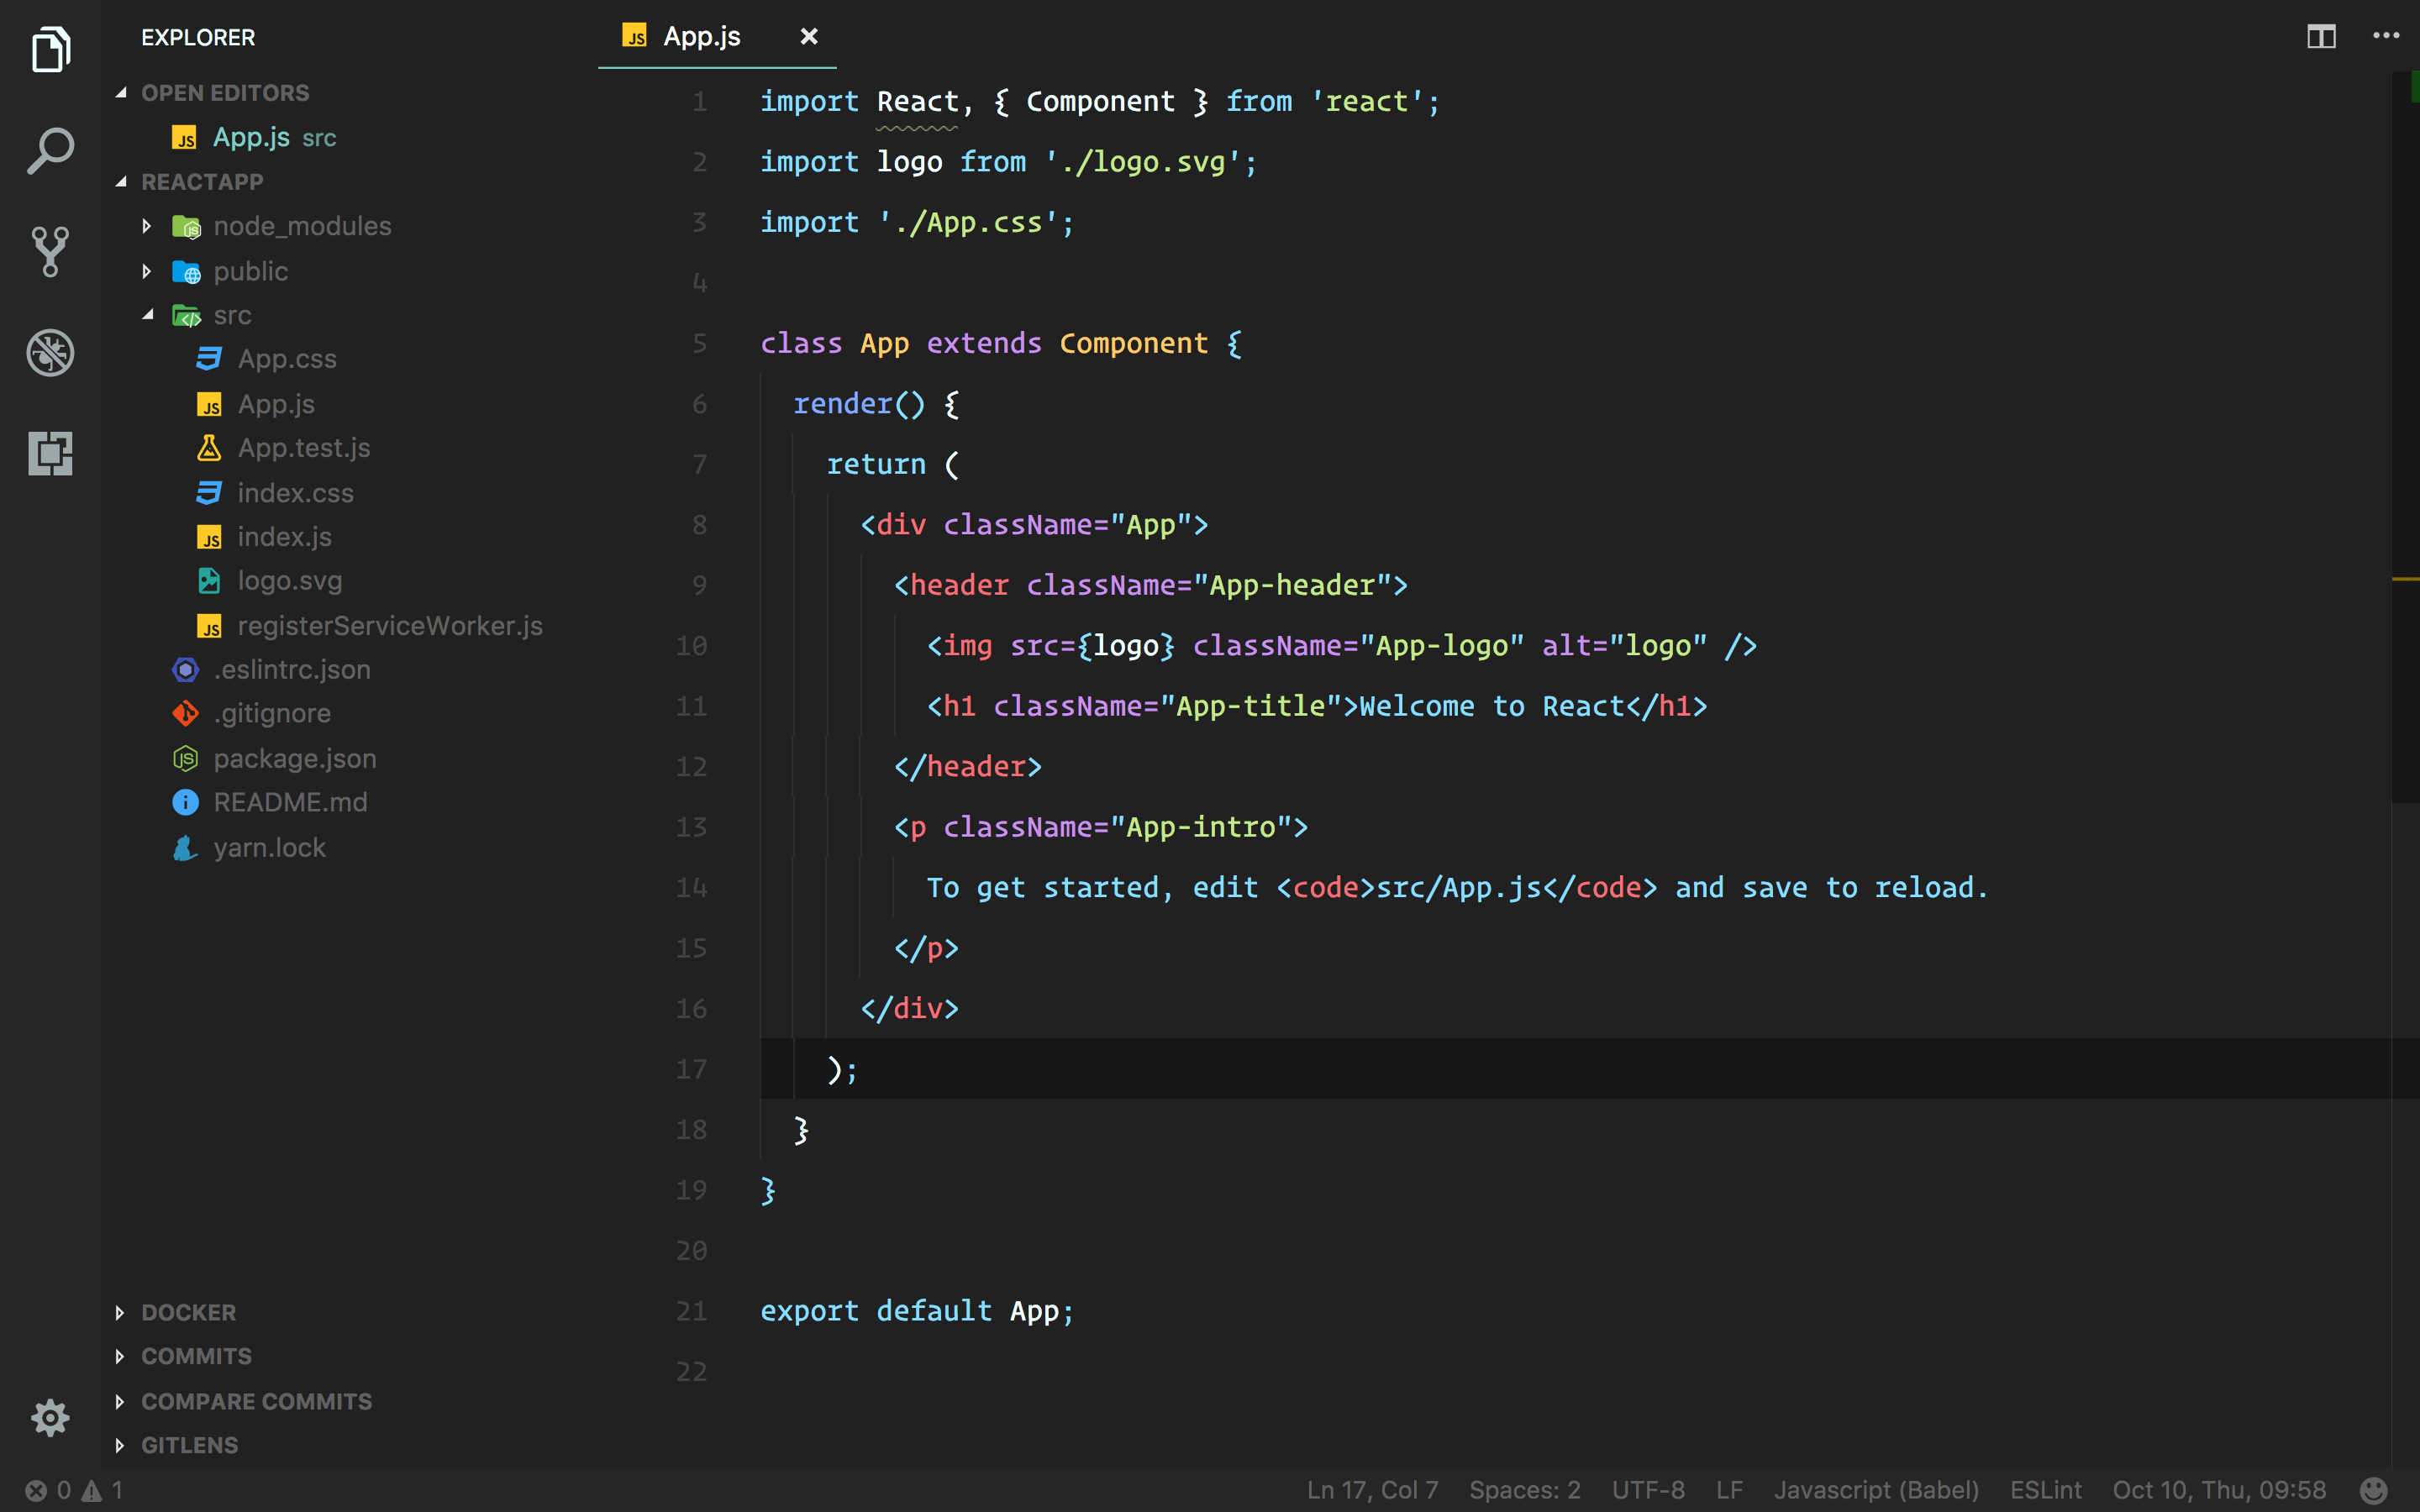 EXPLORER
OPEN EDITORS
App.js src
REACTAPP
node_modules
public
src
App.css
App.js
App.test.js
index.css
index.js
logo.svg
registerServiceWorker.js
.eslintrc.json
.gitignore
package.json
README.md
yarn.lock
DOCKER
COMMITS
COMPARE COMMITS
GITLENS
App.js
1 import React, { Component } from 'react';
2 import logo from './logo.svg';
3 import './App.css';
4
5 class App extends Component {
6   render() {
7     return (
8       <div className="App">
9         <header className="App-header">
10           <img src={logo} className="App-logo" alt="logo" />
11           <h1 className="App-title">Welcome to React</h1>
12         </header>
13         <p className="App-intro">
14           To get started, edit <code>src/App.js</code> and save to reload.
15         </p>
16       </div>
17     );
18   }
19 }
20
21 export default App;
22
0 1 Ln 17, Col 7 Spaces: 2 UTF-8 LF Javascript (Babel) ESLint Oct 10, Thu, 09:58